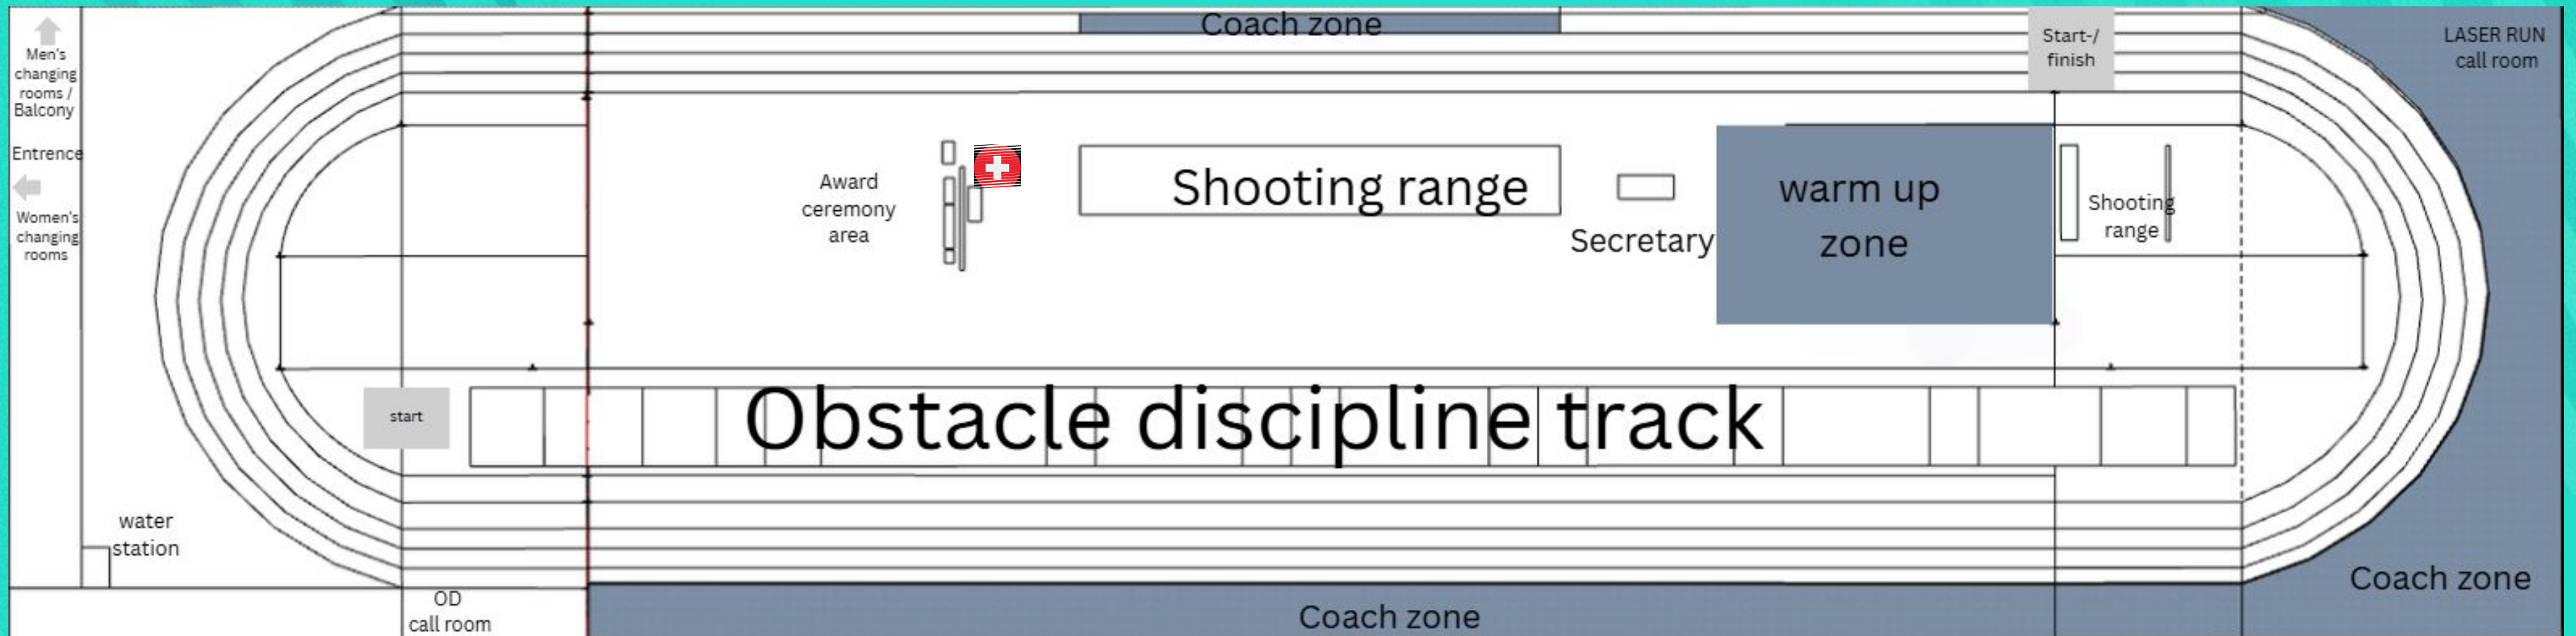 Men's
changing
rooms /
Balcony
Entrence
Women's
changing
rooms
water
station
OD
call room
start
Award
ceremony
area
Coach zone
Shooting range
Secretary
warm up
zone
Start-/
finish
Shooting
range
LASER RUN
call room
Obstacle discipline track
Coach zone
Coach zone